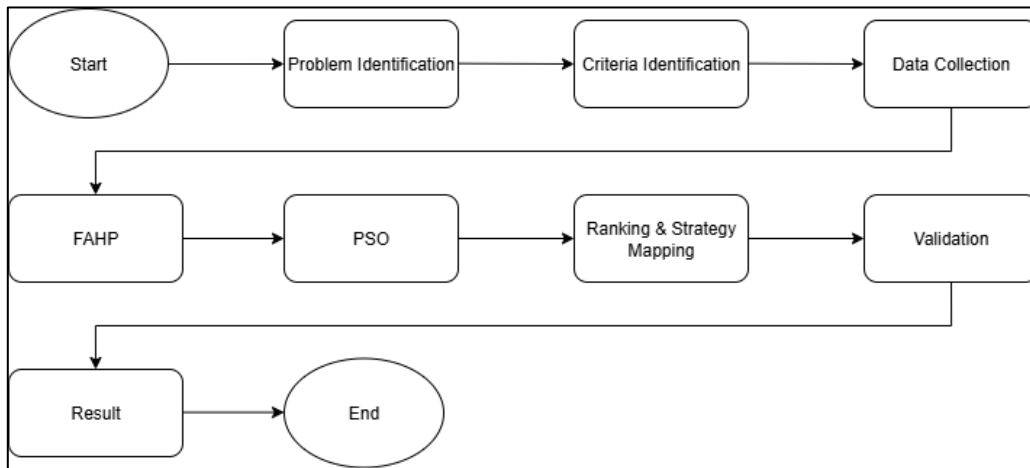 Start
Problem Identification
Criteria Identification
Data Collection
FAHP
PSO
Ranking & Strategy
Mapping
Validation
Result
End